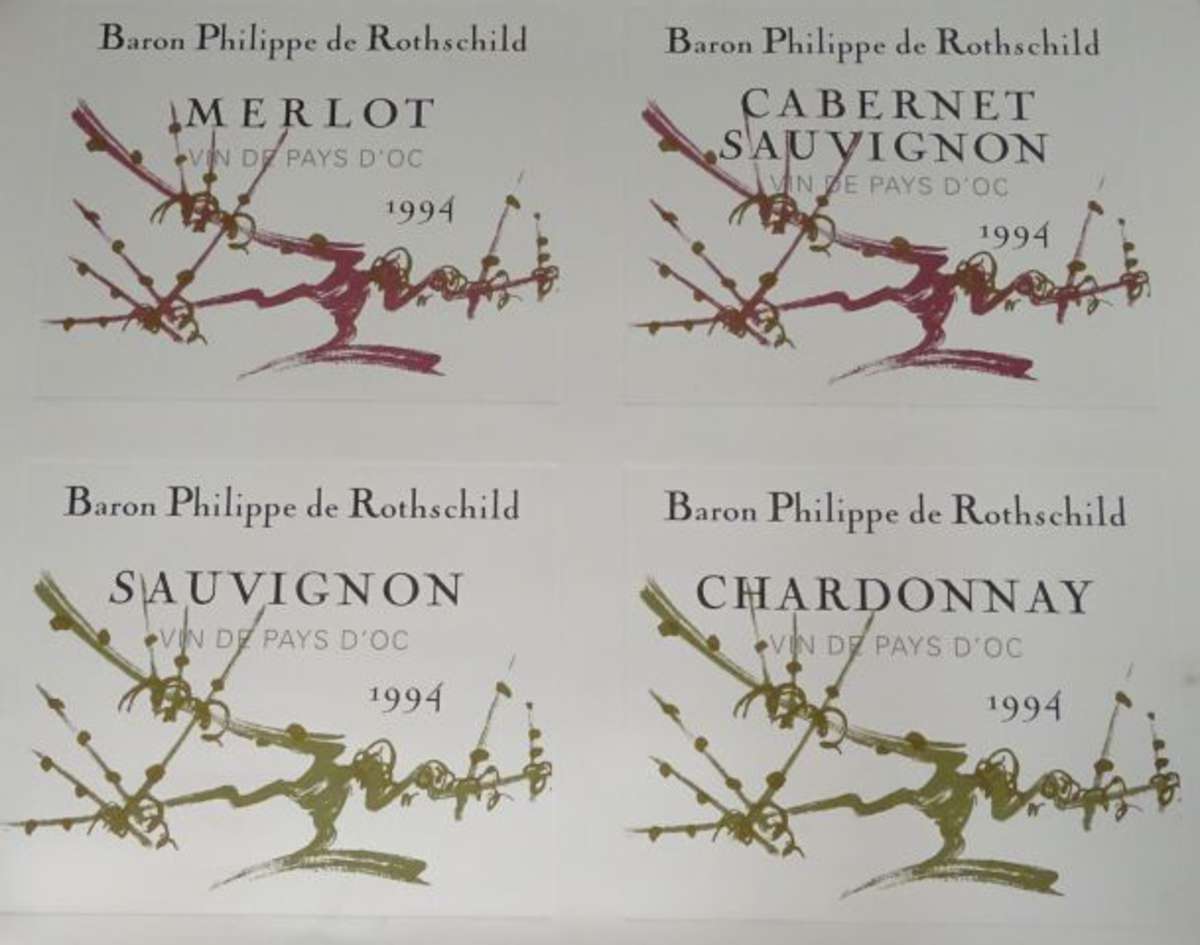 Baron Philippe de Rothschild
MERLOT
VIN DE PAYS D'OC
1994
Baron Philippe de Rothschild
CABERNET
SAUVIGNON
VIN DE PAYS D'OC
1994
Baron Philippe de Rothschild
SAUVIGNON
VIN DE PAYS D'OC
1994
Baron Philippe de Rothschild
CHARDONNAY
VIN DE PAYS D'OC
1994